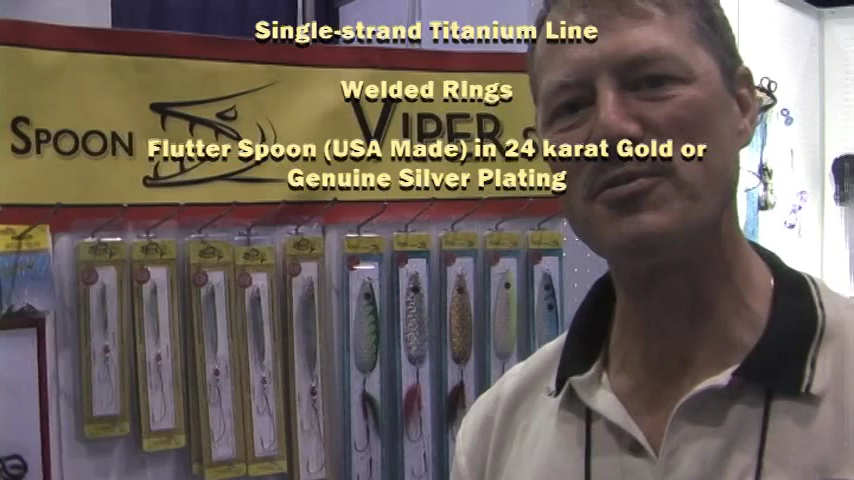 Single-strand Titanium Line
Welded Rings
SPOON VIPER
Flutter Spoon (USA Made) in 24 karat Gold or
Genuine Silver Plating